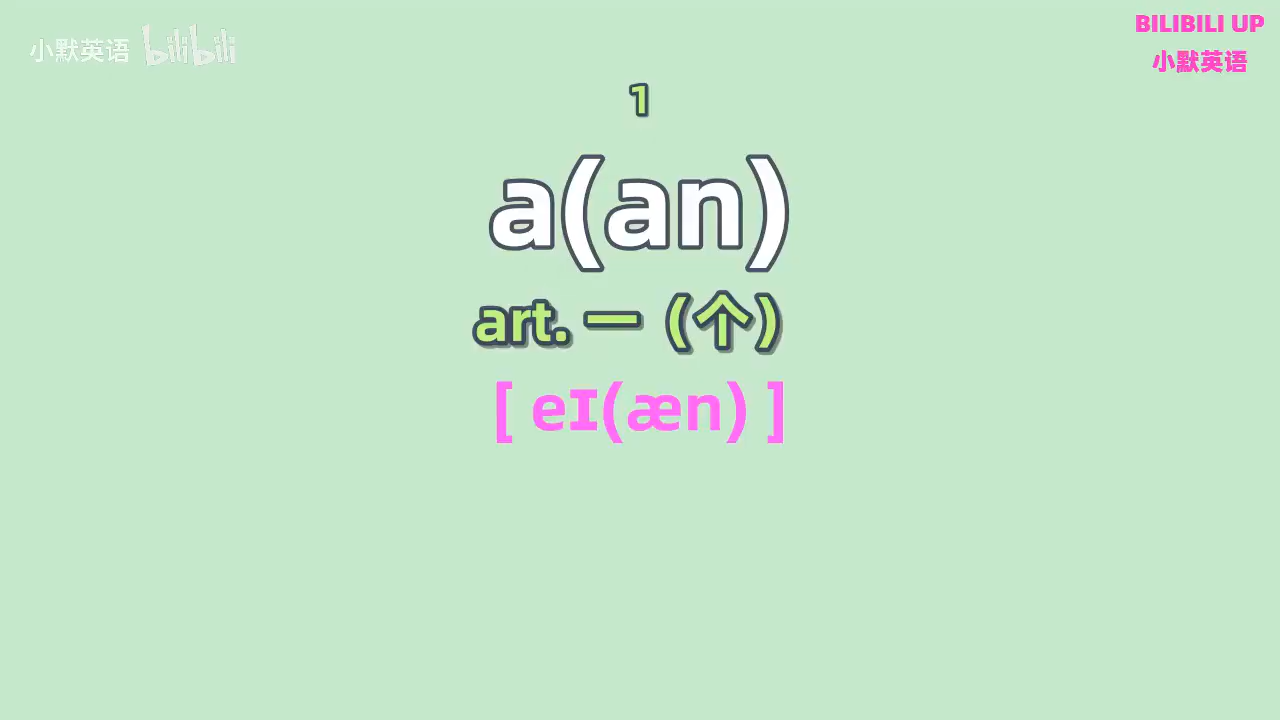 小默英语 bilibili
BILIBILI UP
小默英语
1
a(an)
art. 一（个）
[ eɪ(æn) ]